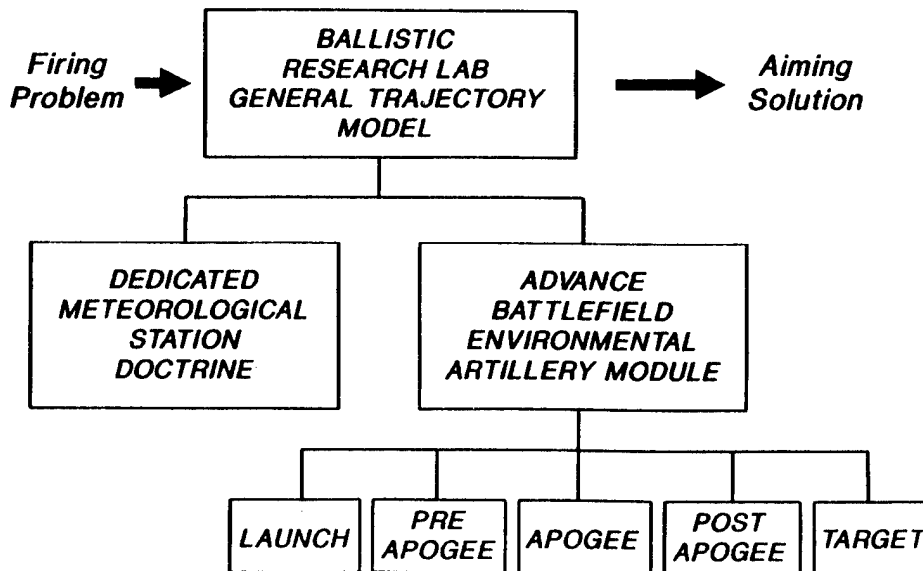 Firing
Problem
BALLISTIC
RESEARCH LAB
GENERAL TRAJECTORY
MODEL
Aiming
Solution
DEDICATED
METEOROLOGICAL
STATION
DOCTRINE
ADVANCE
BATTLEFIELD
ENVIRONMENTAL
ARTILLERY MODULE
LAUNCH
PRE
APOGEE
APOGEE
POST
APOGEE
TARGET